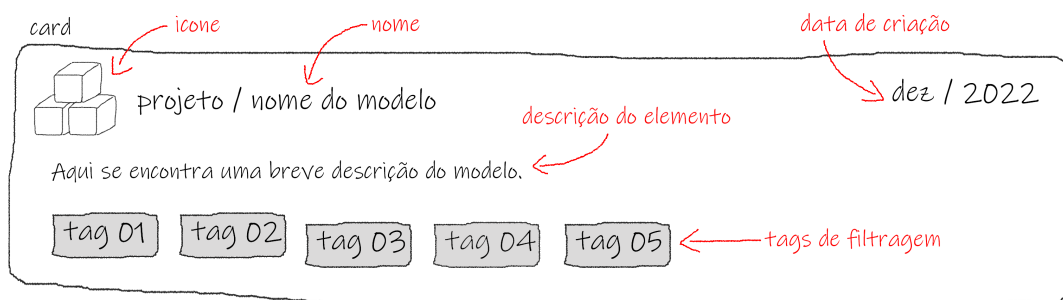 card
icone
nome
data de criação
projeto / nome do modelo
dez / 2022
descrição do elemento
Aqui se encontra uma breve descrição do modelo.
tag 01 tag 02 tag 03 tag 04 tag 05
tags de filtragem